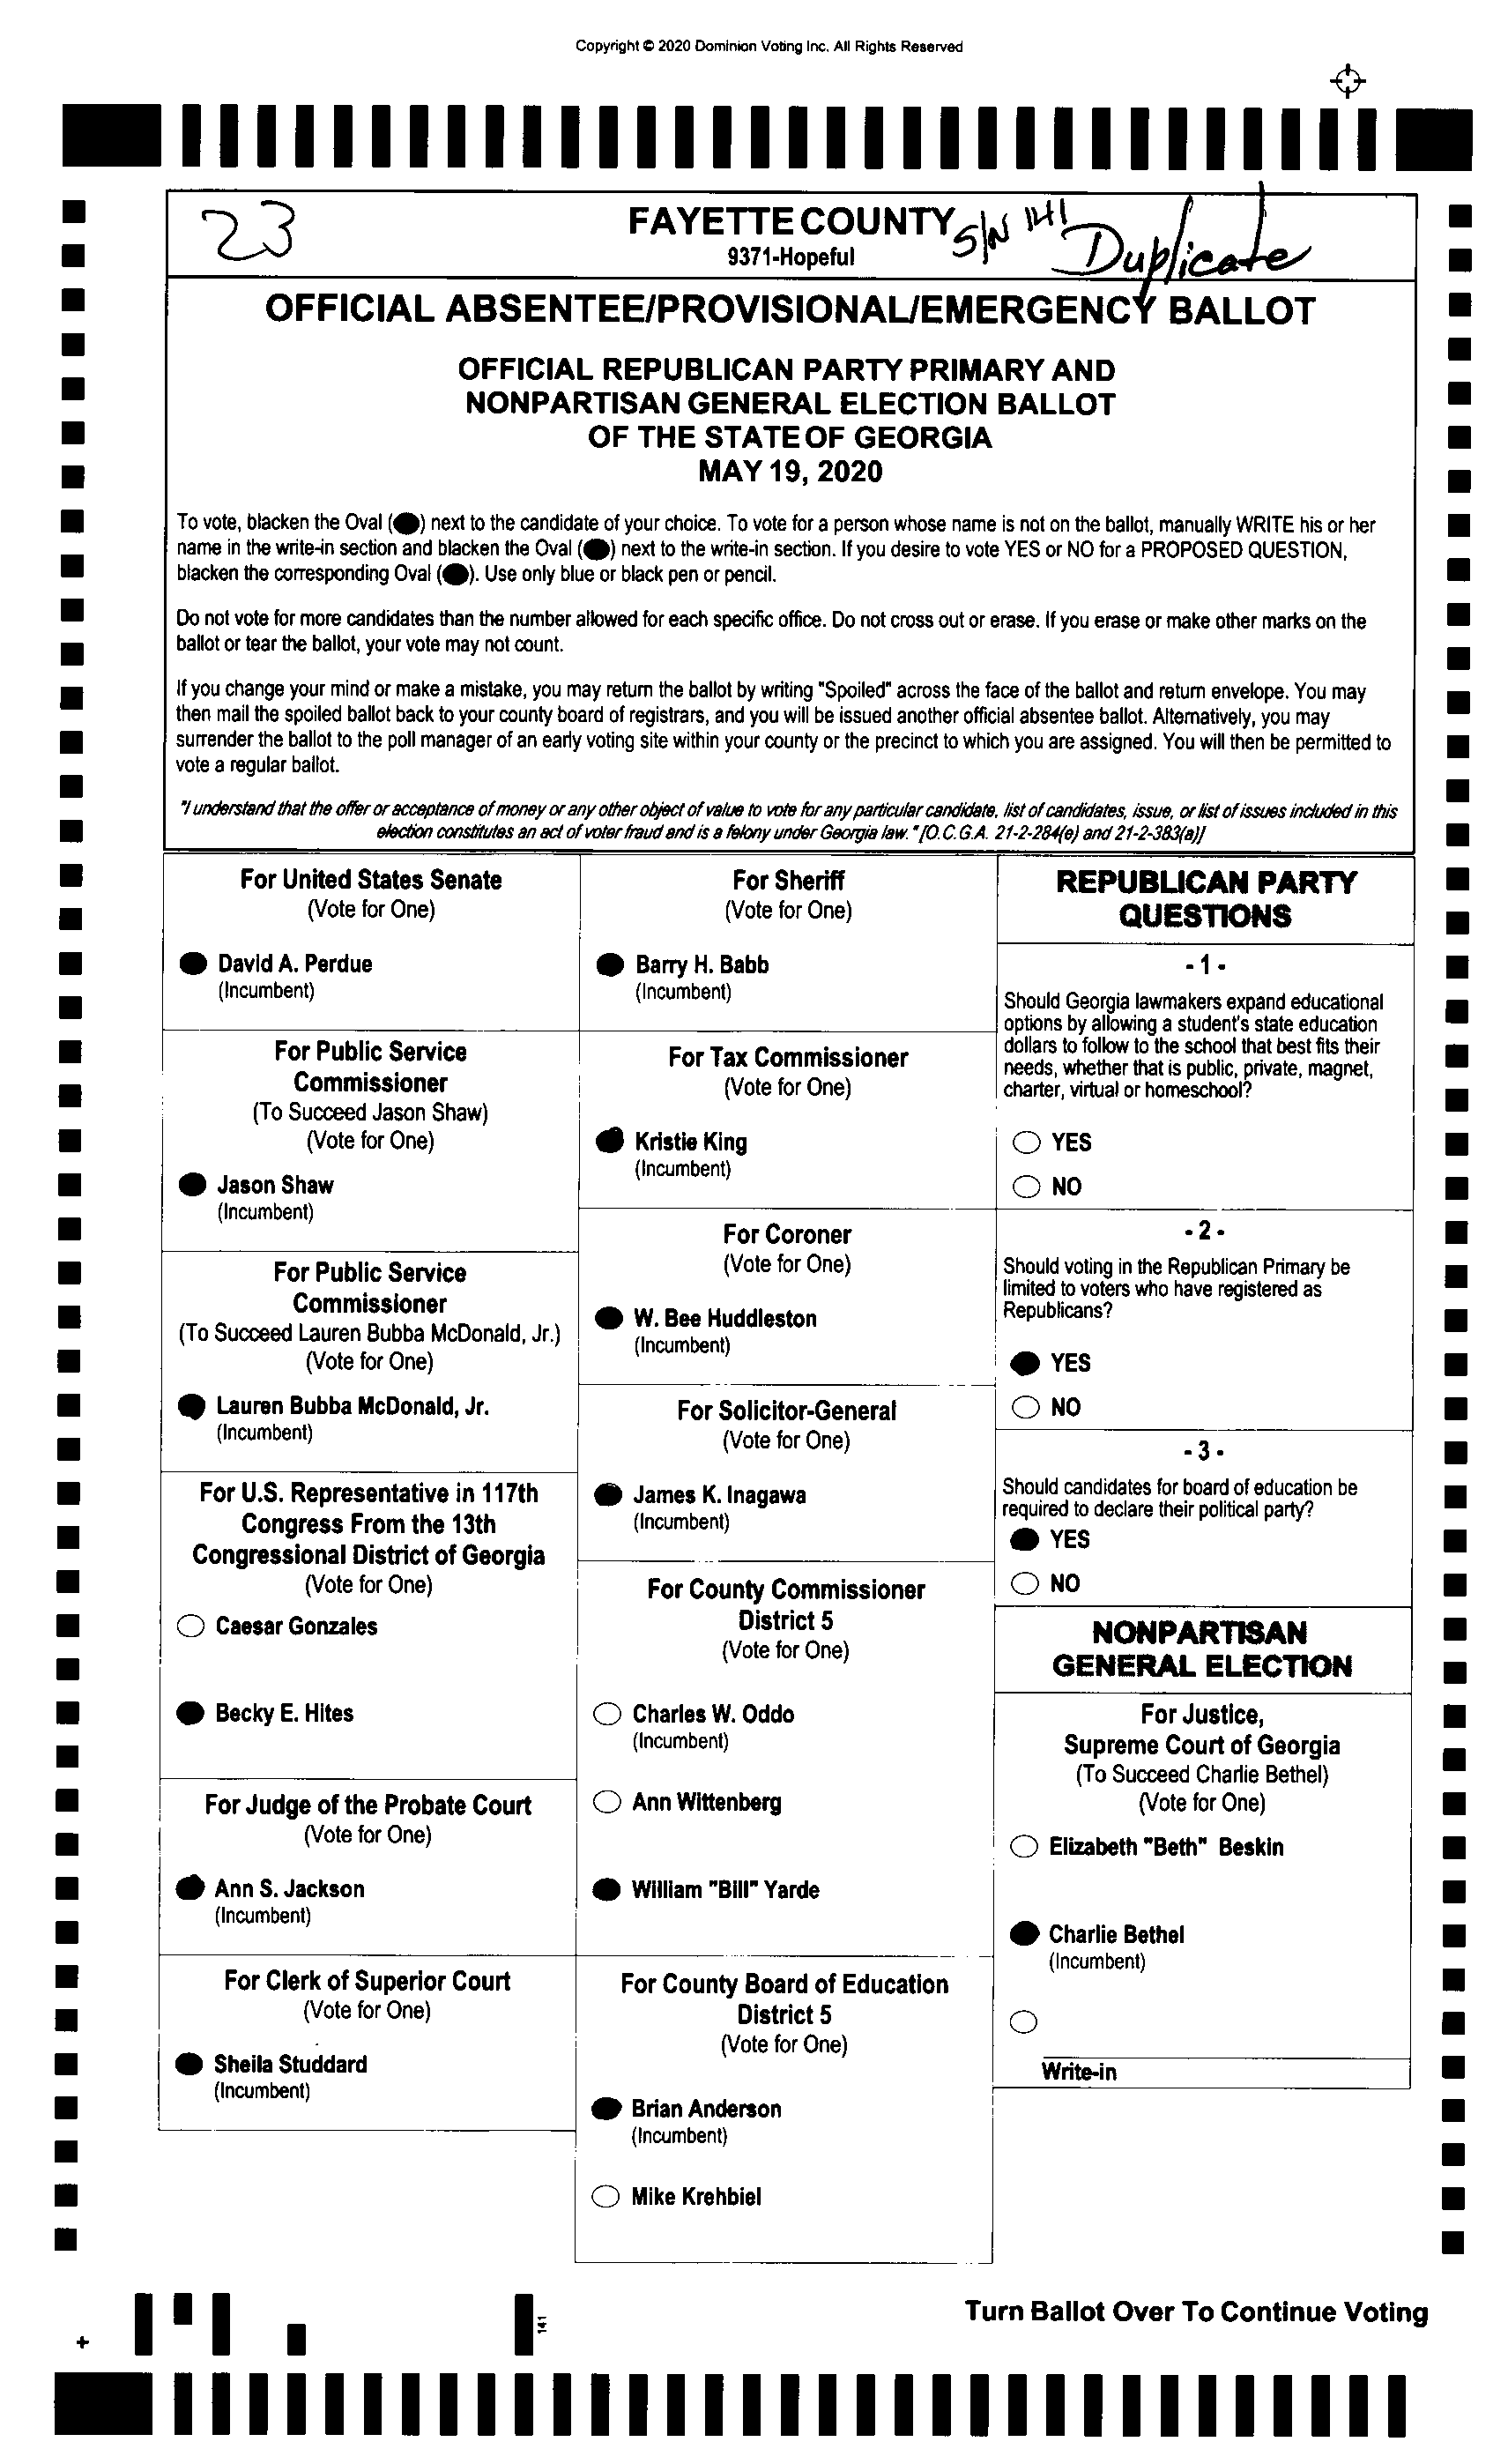 Copyright © 2020 Dominion Voting Inc. All Rights Reserved
23
FAYETTE COUNTY
S/N 141
Duplicate
9371-Hopeful
OFFICIAL ABSENTEE/PROVISIONAL/EMERGENCY BALLOT
OFFICIAL REPUBLICAN PARTY PRIMARY AND
NONPARTISAN GENERAL ELECTION BALLOT
OF THE STATE OF GEORGIA
MAY 19, 2020
To vote, blacken the Oval (●) next to the candidate of your choice. To vote for a person whose name is not on the ballot, manually WRITE his or her
name in the write-in section and blacken the Oval (●) next to the write-in section. If you desire to vote YES or NO for a PROPOSED QUESTION,
blacken the corresponding Oval (●). Use only blue or black pen or pencil.
Do not vote for more candidates than the number allowed for each specific office. Do not cross out or erase. If you erase or make other marks on the
ballot or tear the ballot, your vote may not count.
If you change your mind or make a mistake, you may return the ballot by writing "Spoiled" across the face of the ballot and return envelope. You may
then mail the spoiled ballot back to your county board of registrars, and you will be issued another official absentee ballot. Alternatively, you may
surrender the ballot to the poll manager of an early voting site within your county or the precinct to which you are assigned. You will then be permitted to
vote a regular ballot.
"I understand that the offer or acceptance of money or any other object of value to vote for any particular candidate, list of candidates, issue, or list of issues included in this
election constitutes an act of voter fraud and is a felony under Georgia law." [O.C.G.A. 21-2-284(e) and 21-2-383(a)]
For United States Senate
(Vote for One)
David A. Perdue
(Incumbent)
For Public Service
Commissioner
(To Succeed Jason Shaw)
(Vote for One)
Jason Shaw
(Incumbent)
For Public Service
Commissioner
(To Succeed Lauren Bubba McDonald, Jr.)
(Vote for One)
Lauren Bubba McDonald, Jr.
(Incumbent)
For U.S. Representative in 117th
Congress From the 13th
Congressional District of Georgia
(Vote for One)
Caesar Gonzales
Becky E. Hites
For Judge of the Probate Court
(Vote for One)
Ann S. Jackson
(Incumbent)
For Clerk of Superior Court
(Vote for One)
Sheila Studdard
(Incumbent)
For Sheriff
(Vote for One)
Barry H. Babb
(Incumbent)
For Tax Commissioner
(Vote for One)
Kristie King
(Incumbent)
For Coroner
(Vote for One)
W. Bee Huddleston
(Incumbent)
For Solicitor-General
(Vote for One)
James K. Inagawa
(Incumbent)
For County Commissioner
District 5
(Vote for One)
Charles W. Oddo
(Incumbent)
Ann Wittenberg
William "Bill" Yarde
For County Board of Education
District 5
(Vote for One)
Brian Anderson
(Incumbent)
Mike Krehbiel
REPUBLICAN PARTY
QUESTIONS
- 1 -
Should Georgia lawmakers expand educational
options by allowing a student's state education
dollars to follow to the school that best fits their
needs, whether that is public, private, magnet,
charter, virtual or homeschool?
YES
NO
- 2 -
Should voting in the Republican Primary be
limited to voters who have registered as
Republicans?
YES
NO
- 3 -
Should candidates for board of education be
required to declare their political party?
YES
NO
NONPARTISAN
GENERAL ELECTION
For Justice,
Supreme Court of Georgia
(To Succeed Charlie Bethel)
(Vote for One)
Elizabeth "Beth" Beskin
Charlie Bethel
(Incumbent)
Write-in
Turn Ballot Over To Continue Voting
141